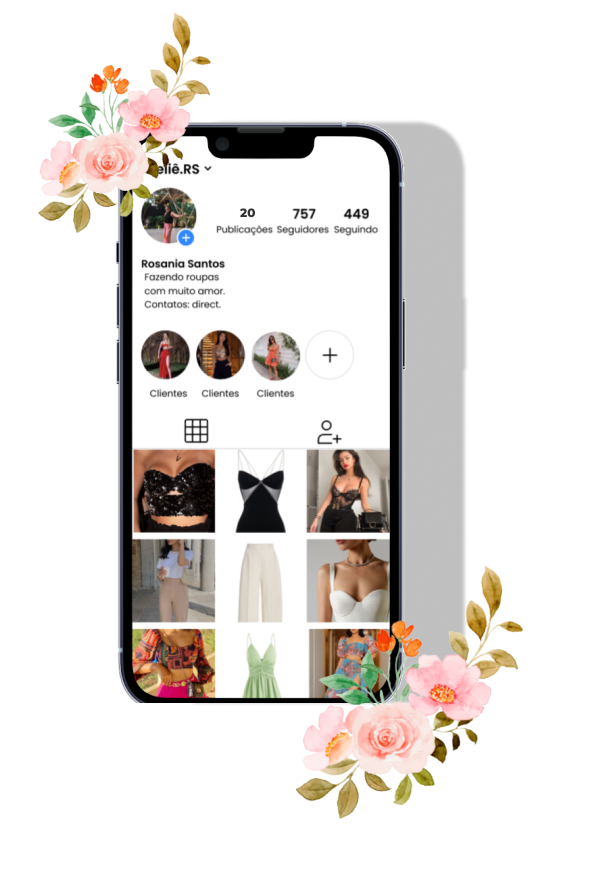 eliê.RS
20 757 449
Publicações Seguidores Seguindo
Rosania Santos
Fazendo roupas
com muito amor.
Contatos: direct.
Clientes Clientes Clientes